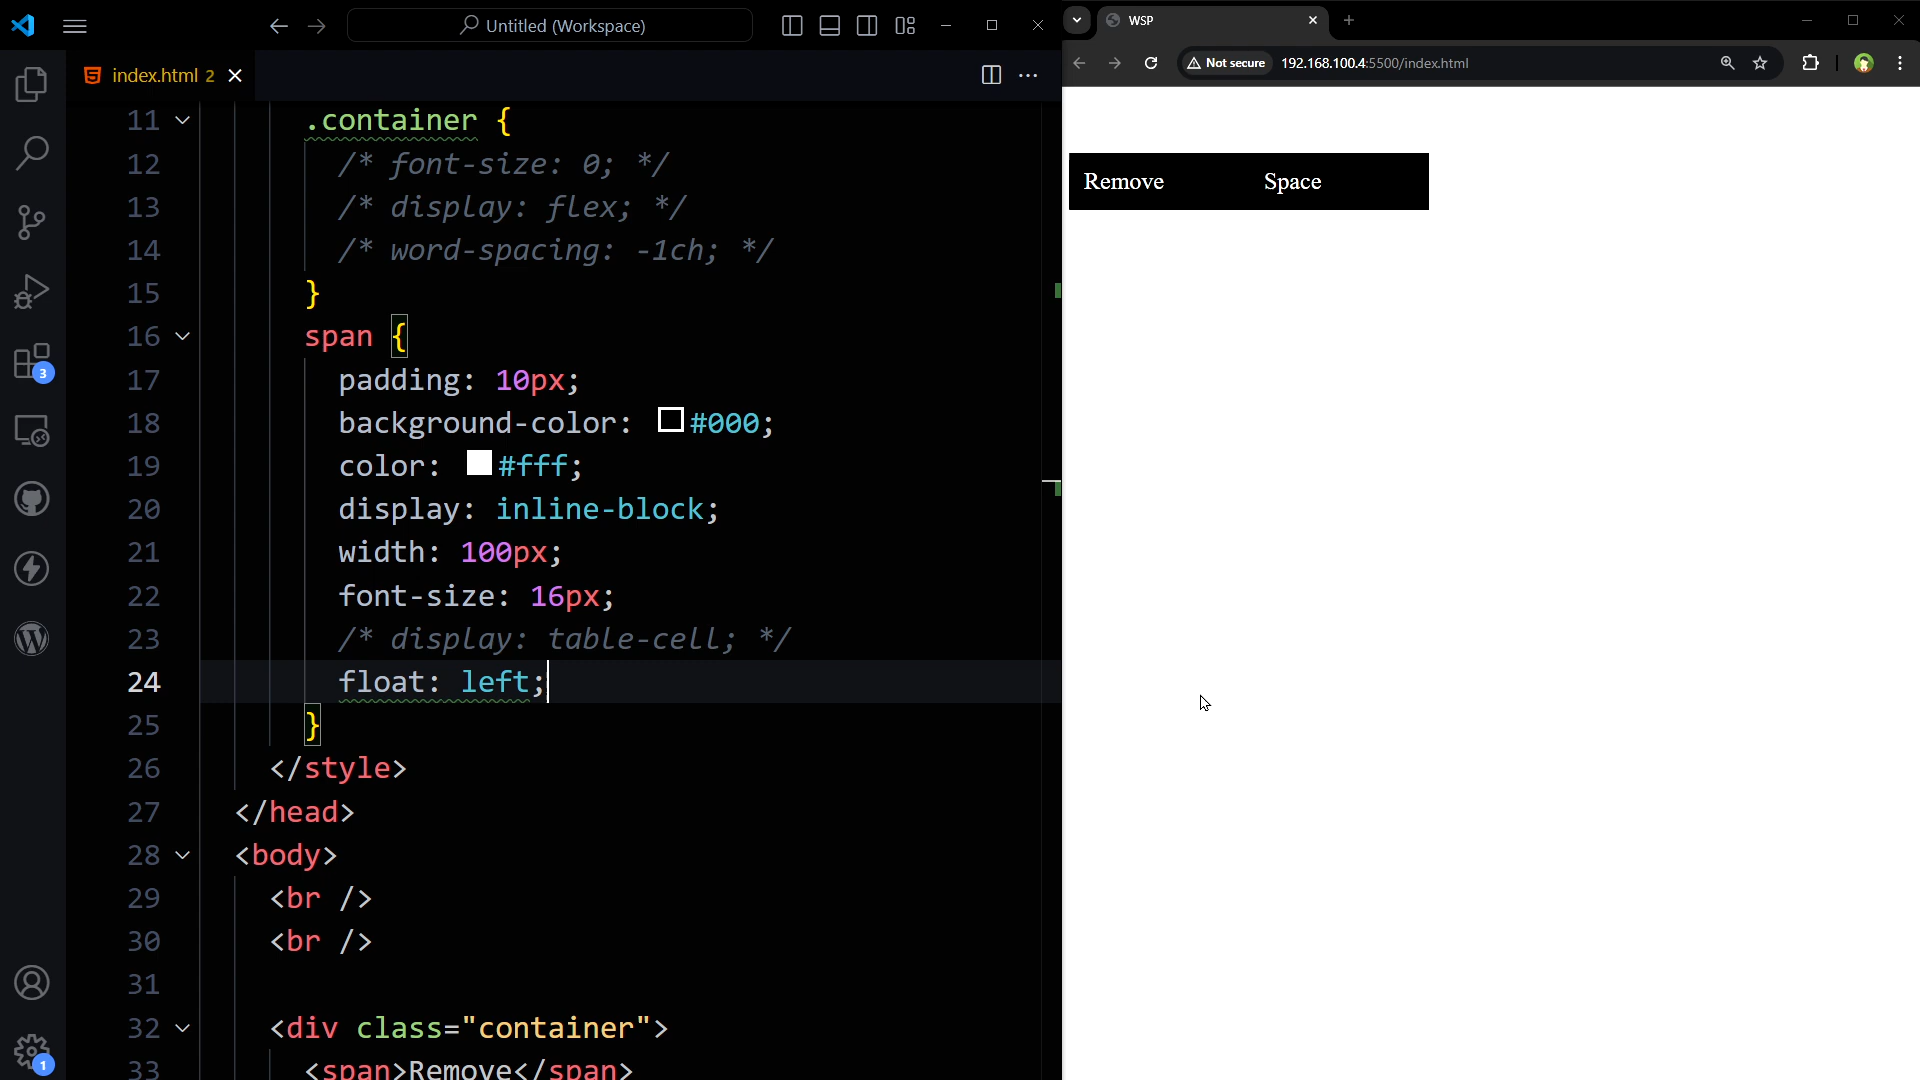 Untitled (Workspace)
index.html 2
11 .container {
12 /* font-size: 0; */
13 /* display: flex; */
14 /* word-spacing: -1ch; */
15 }
16 span {
17 padding: 10px;
18 background-color: #000;
19 color: #fff;
20 display: inline-block;
21 width: 100px;
22 font-size: 16px;
23 /* display: table-cell; */
24 float: left;
25 }
26 </style>
27 </head>
28 <body>
29 <br />
30 <br />
31
32 <div class="container">
33 <span>Remove</span>
3
1
WSP
Not secure 192.168.100.4:5500/index.html
Remove Space